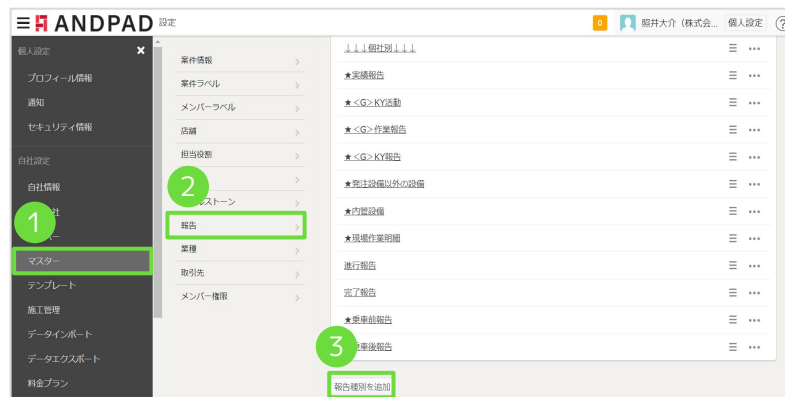 ANDPAD 設定
0 照井大介（株式会... 個人設定 ?
個人設定 ×
プロフィール情報
通知
セキュリティ情報
自社設定
自社情報
社
1
ー
マスター
テンプレート
施工管理
データインポート
データエクスポート
料金プラン
案件情報
案件ラベル
メンバーラベル
店舗
担当役割
2
ルストーン
報告
業種
取引先
メンバー権限
↓↓↓個社別↓↓↓
★実績報告
★<G>KY活動
★<G>作業報告
★<G>KY報告
★発注設備以外の設備
★内管設備
★現場作業明細
進行報告
完了報告
★乗車前報告
3
車後報告
報告種別を追加